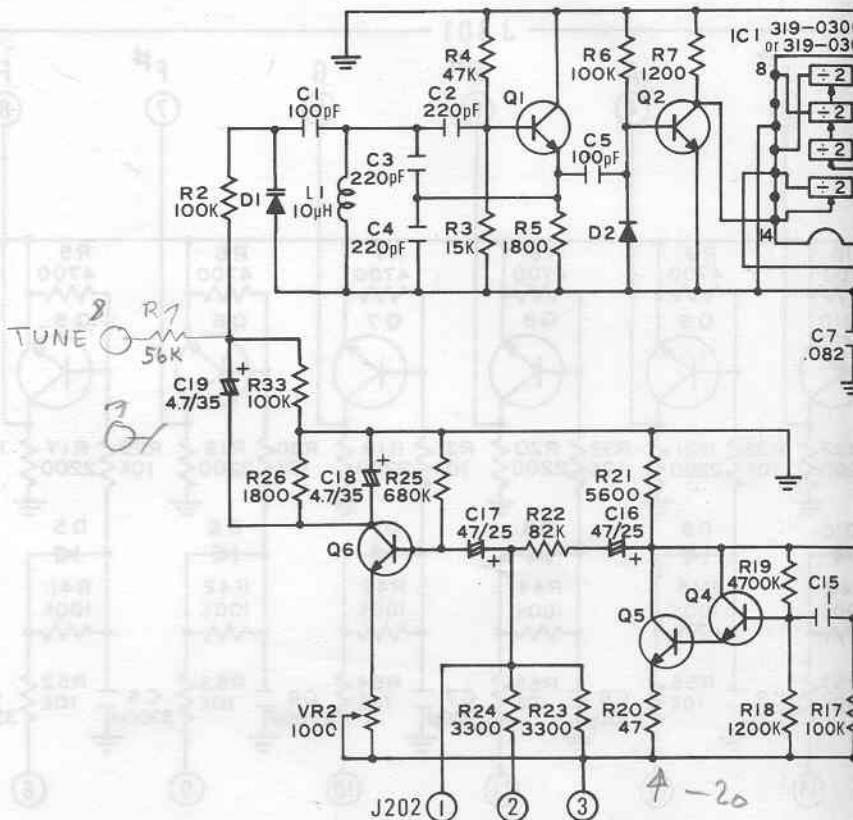 IC1 319-030
or 319-030
R4
47K
R6
100K
R7
1200
8
÷2
÷2
÷2
÷2
C1
100pF
C2
220pF
Q1
Q2
C5
100pF
R2
100K
D1
L1
10µH
C3
220pF
C4
220pF
R3
15K
R5
1800
D2
14
TUNE
56K
C19
4.7/35
R33
100K
C7
.082
R26
1800
C18
4.7/35
R25
680K
C17
47/25
R22
82K
C16
47/25
R21
5600
Q6
Q5
Q4
R19
4700K
C15
1
VR2
1000
R24
3300
R23
3300
R20
47
R18
1200K
R17
100K
-20
J202 1 2 3